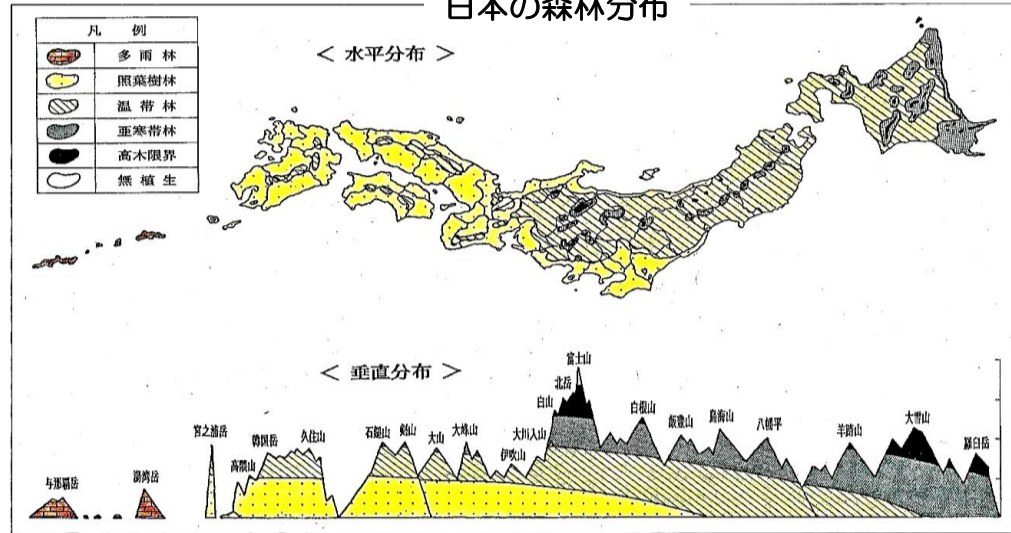 日本の森林分布
凡 例
多雨林
照葉樹林
温帯林
亜寒帯林
高木限界
無植生
< 水平分布 >
< 垂直分布 >
富士山
北岳
白山
白根山
飯豊山
鳥海山
八幡平
羊蹄山
大雪山
羅臼岳
宮之浦岳
高隈山
韓国岳
久住山
石鎚山
剣山
大山
大峰山
伊吹山
大川入山
与那覇岳
湯湾岳